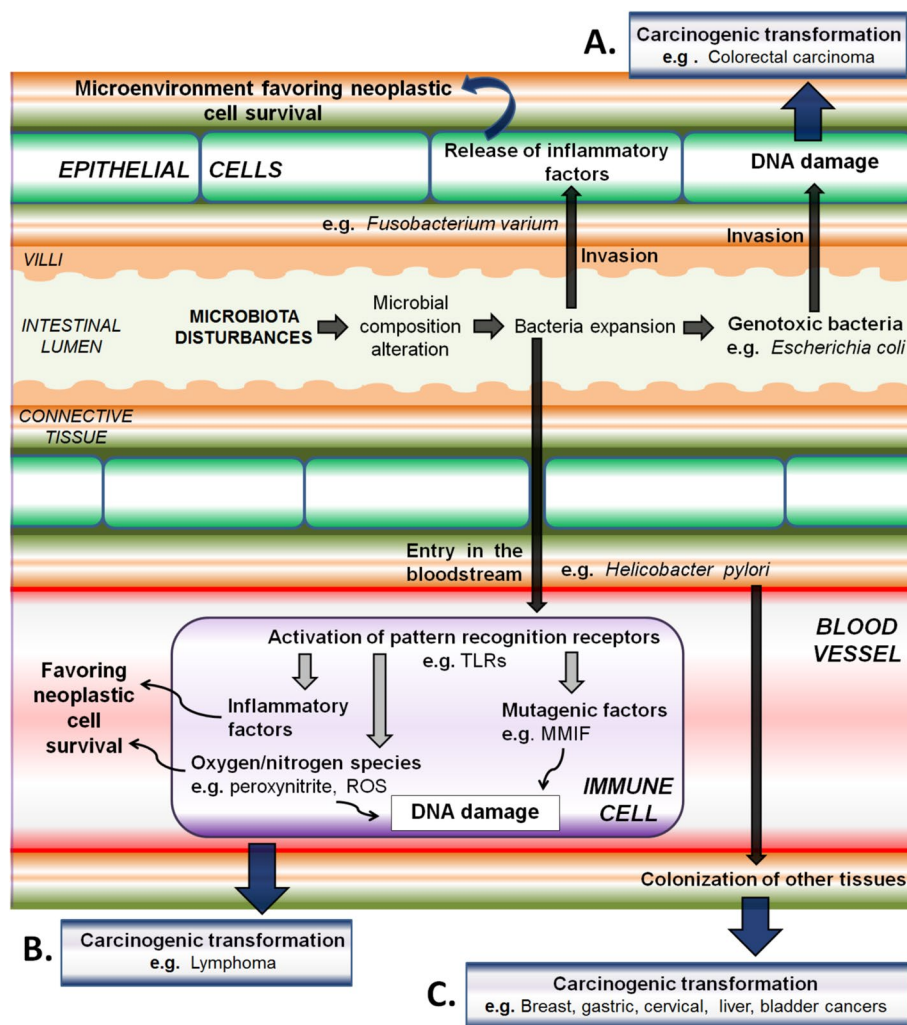 A.
Carcinogenic transformation
e.g . Colorectal carcinoma
Microenvironment favoring neoplastic
cell survival
EPITHELIAL CELLS
Release of inflammatory
factors
DNA damage
e.g. Fusobacterium varium
Invasion
Invasion
VILLI
INTESTINAL
LUMEN
MICROBIOTA
DISTURBANCES
Microbial
composition
alteration
Bacteria expansion
Genotoxic bacteria
e.g. Escherichia coli
CONNECTIVE
TISSUE
Entry in the
bloodstream
e.g. Helicobacter pylori
BLOOD
VESSEL
Activation of pattern recognition receptors
e.g. TLRs
Favoring
neoplastic
cell
survival
Inflammatory
factors
Mutagenic factors
e.g. MMIF
Oxygen/nitrogen species
e.g. peroxynitrite, ROS
DNA damage
IMMUNE
CELL
Colonization of other tissues
B.
Carcinogenic transformation
e.g. Lymphoma
C.
Carcinogenic transformation
e.g. Breast, gastric, cervical, liver, bladder cancers